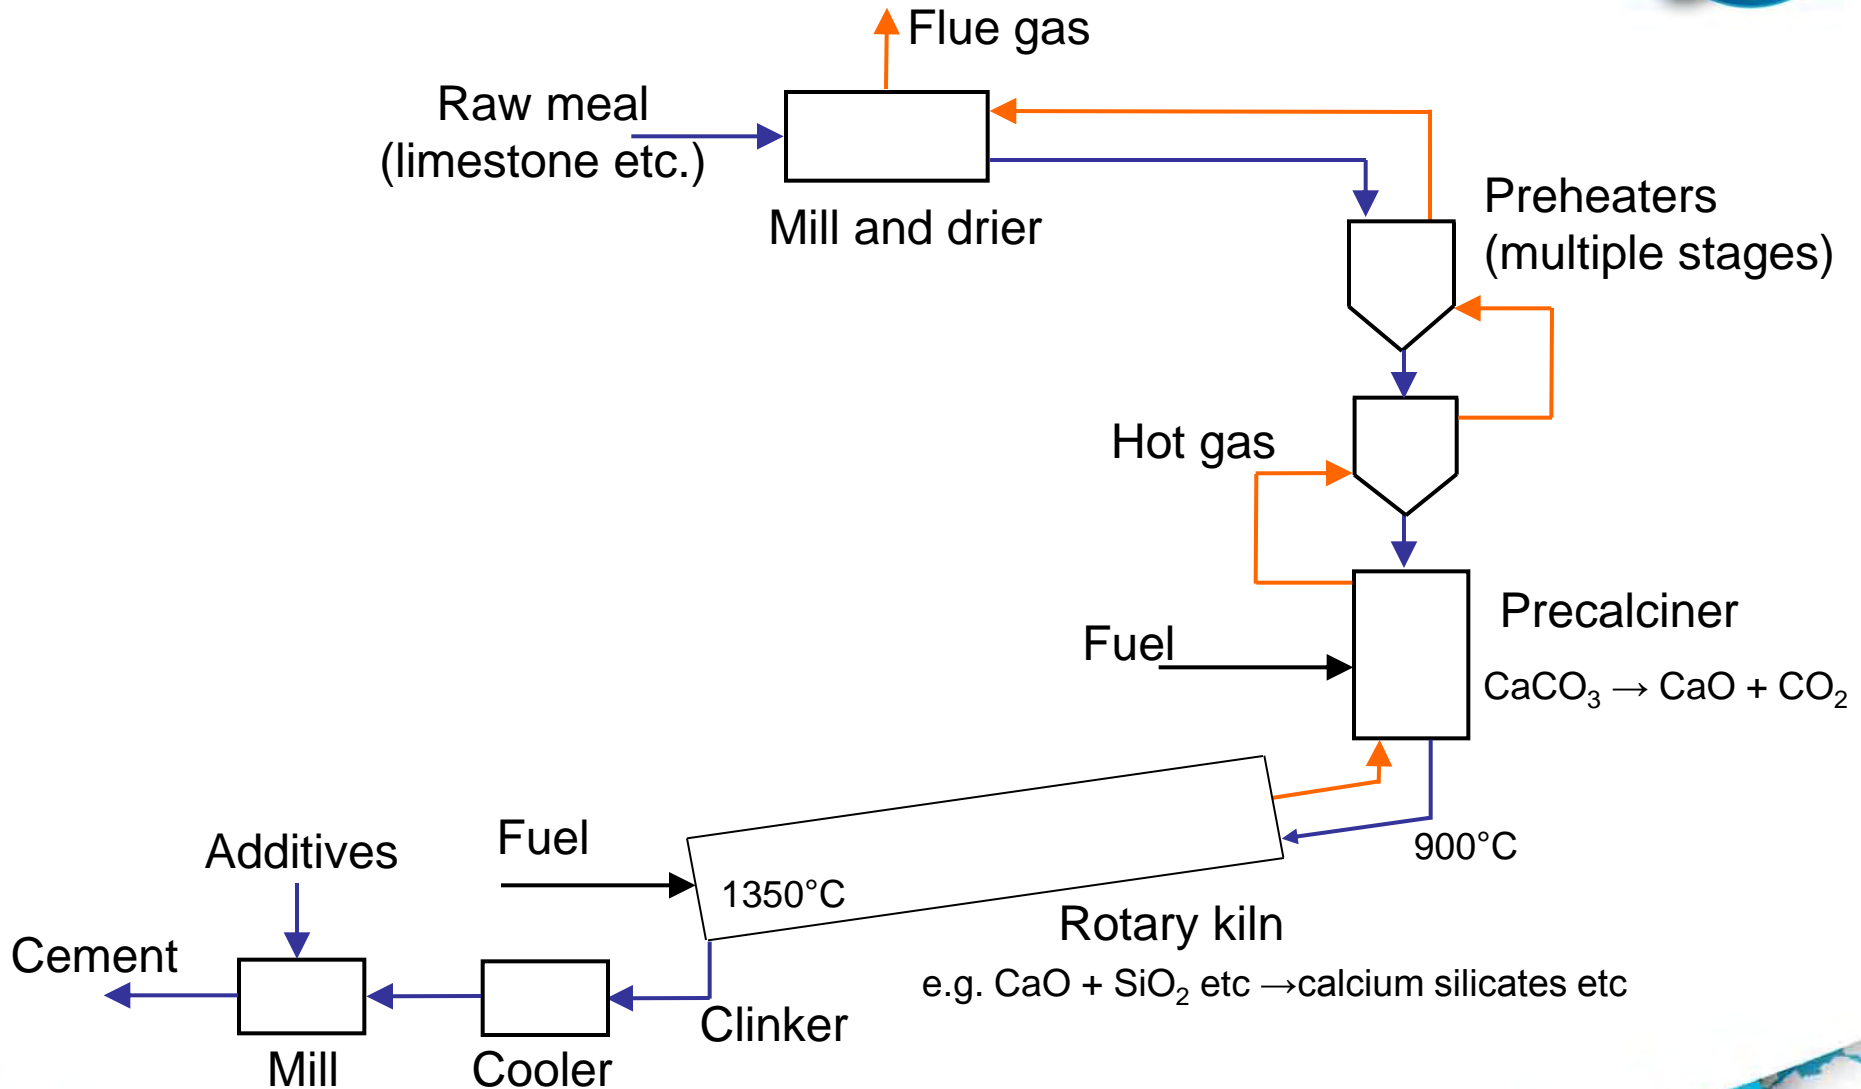 Flue gas
Raw meal
(limestone etc.)
Mill and drier
Preheaters
(multiple stages)
Hot gas
Precalciner
Fuel
CaCO₃ → CaO + CO₂
Fuel
Additives
900°C
1350°C
Rotary kiln
Cement
e.g. CaO + SiO₂ etc →calcium silicates etc
Clinker
Mill
Cooler